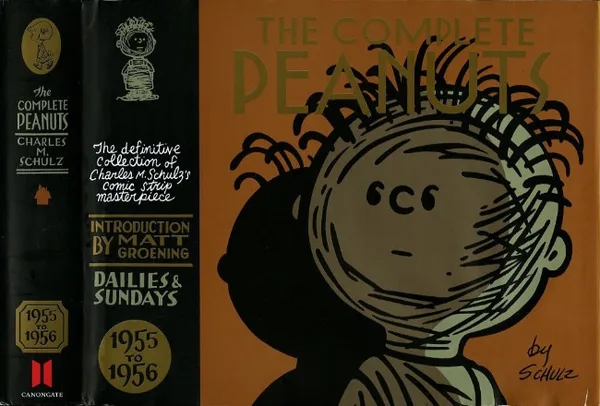 The
COMPLETE
PEANUTS
CHARLES
M.
SCHULZ
1955
TO
1956
CANONGATE
The definitive
collection of
Charles M. Schulz's
comic strip
masterpiece
INTRODUCTION
BY MATT
GROENING
DAILIES &
SUNDAYS
1955
TO
1956
THE COMPLETE
PEANUTS
by
SCHULZ